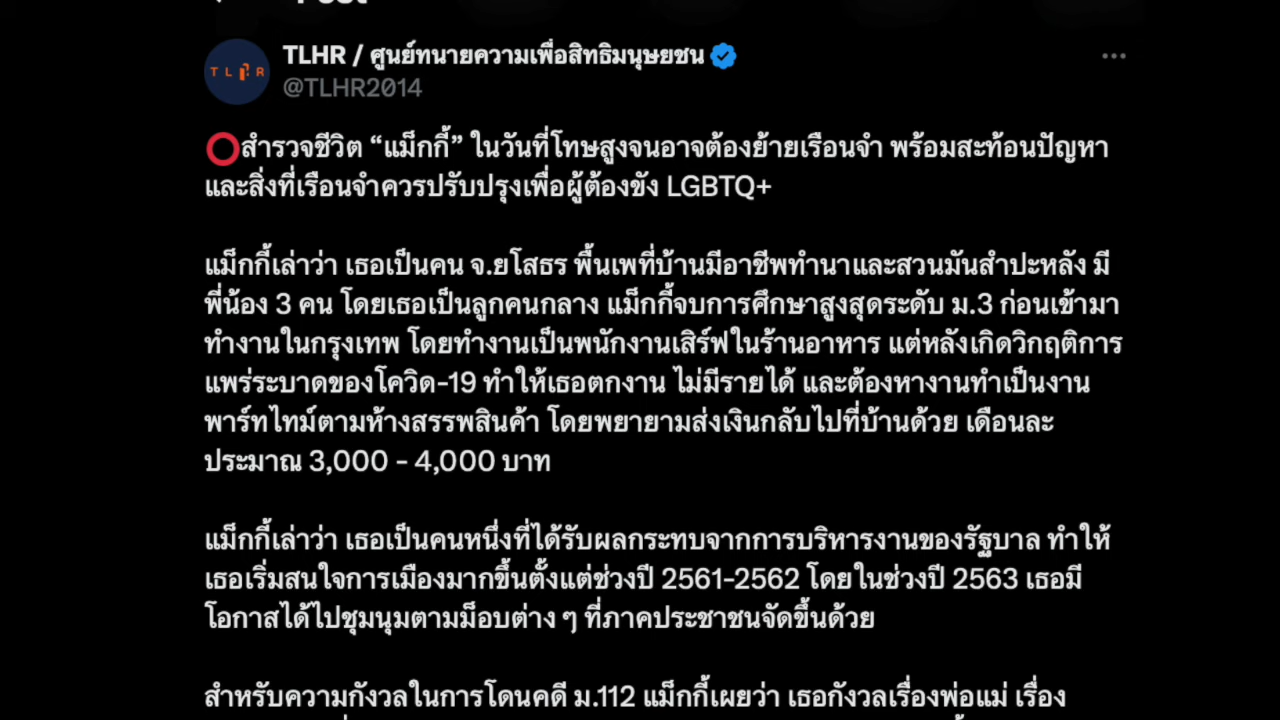 Post
TLHR / ศูนย์ทนายความเพื่อสิทธิมนุษยชน
@TLHR2014
TLHR
⭕สำรวจชีวิต “แม็กกี้” ในวันที่โทษสูงจนอาจต้องย้ายเรือนจำ พร้อมสะท้อนปัญหา
และสิ่งที่เรือนจำควรปรับปรุงเพื่อผู้ต้องขัง LGBTQ+
แม็กกี้เล่าว่า เธอเป็นคน จ.ยโสธร พื้นเพที่บ้านมีอาชีพทำนาและสวนมันสำปะหลัง มี
พี่น้อง 3 คน โดยเธอเป็นลูกคนกลาง แม็กกี้จบการศึกษาสูงสุดระดับ ม.3 ก่อนเข้ามา
ทำงานในกรุงเทพ โดยทำงานเป็นพนักงานเสิร์ฟในร้านอาหาร แต่หลังเกิดวิกฤติการ
แพร่ระบาดของโควิด-19 ทำให้เธอตกงาน ไม่มีรายได้ และต้องหางานทำเป็นงาน
พาร์ทไทม์ตามห้างสรรพสินค้า โดยพยายามส่งเงินกลับไปที่บ้านด้วย เดือนละ
ประมาณ 3,000 - 4,000 บาท
แม็กกี้เล่าว่า เธอเป็นคนหนึ่งที่ได้รับผลกระทบจากการบริหารงานของรัฐบาล ทำให้
เธอเริ่มสนใจการเมืองมากขึ้นตั้งแต่ช่วงปี 2561-2562 โดยในช่วงปี 2563 เธอมี
โอกาสได้ไปชุมนุมตามม็อบต่าง ๆ ที่ภาคประชาชนจัดขึ้นด้วย
สำหรับความกังวลในการโดนคดี ม.112 แม็กกี้เผยว่า เธอกังวลเรื่องพ่อแม่ เรื่อง